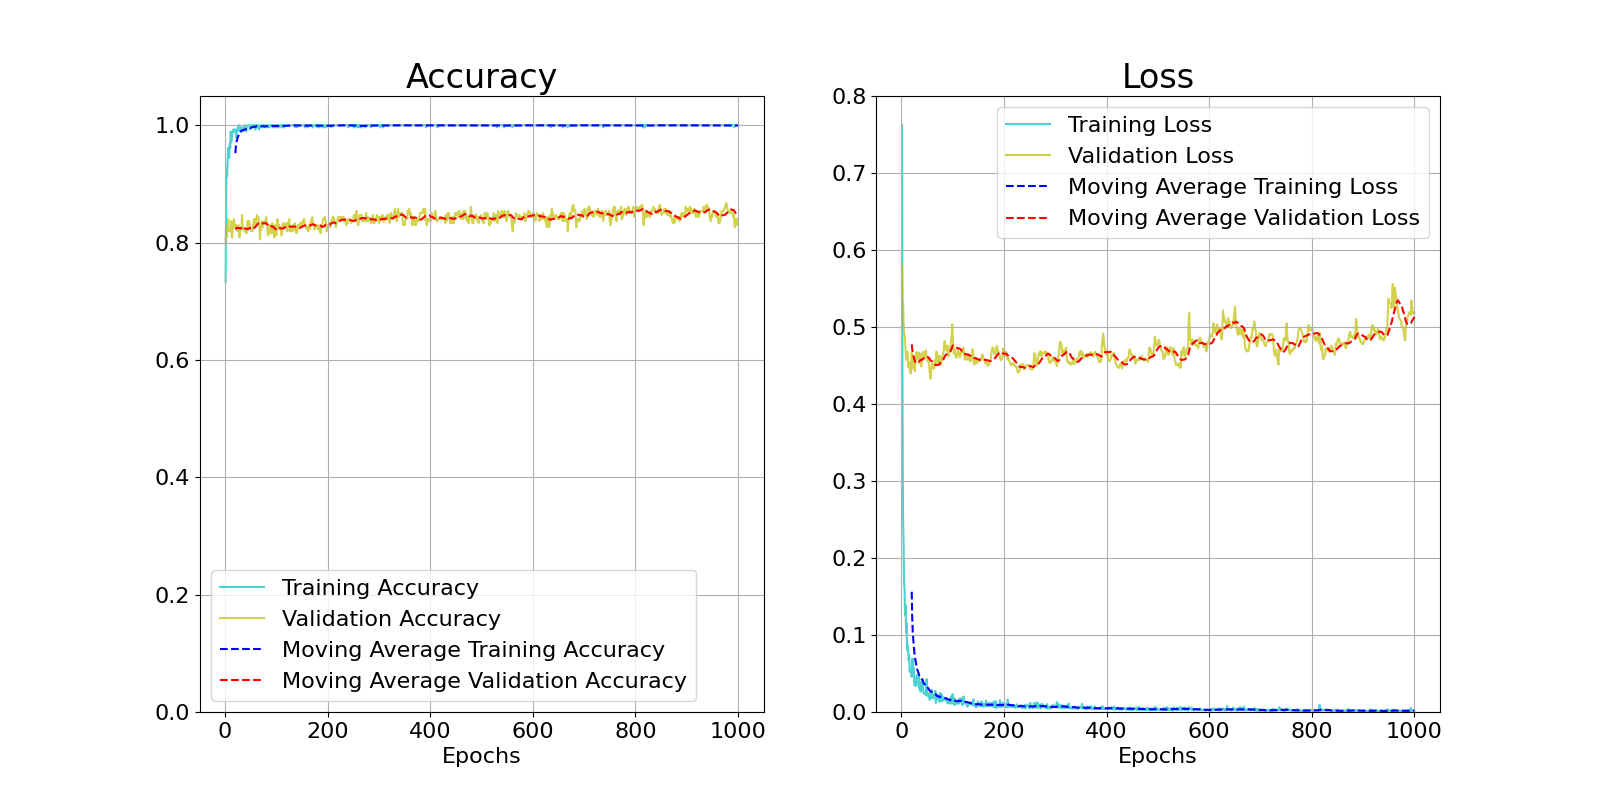 Accuracy
1.0
0.8
0.6
0.4
0.2
0.0
Training Accuracy
Validation Accuracy
Moving Average Training Accuracy
Moving Average Validation Accuracy
0 200 400 600 800 1000
Epochs
Loss
0.8
0.7
0.6
0.5
0.4
0.3
0.2
0.1
0.0
Training Loss
Validation Loss
Moving Average Training Loss
Moving Average Validation Loss
0 200 400 600 800 1000
Epochs